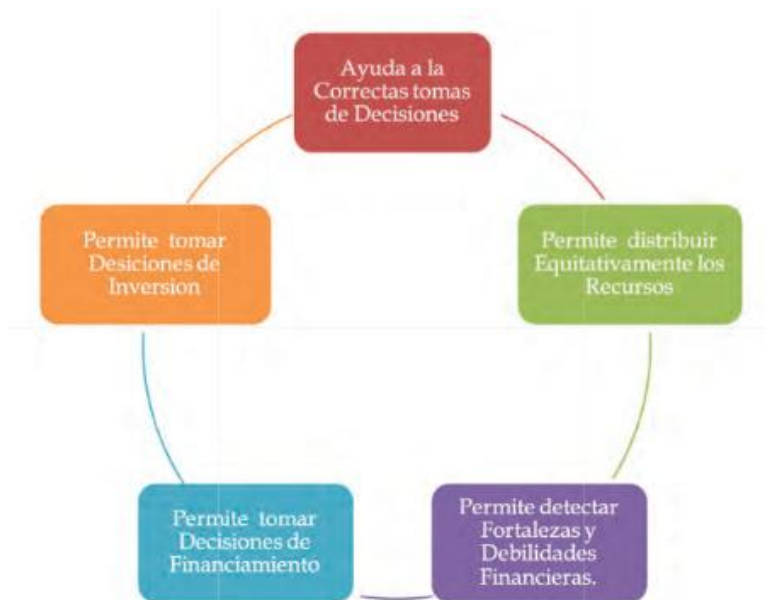 Ayuda a la
Correctas tomas
de Decisiones
Permite distribuir
Equitativamente los
Recursos
Permite detectar
Fortalezas y
Debilidades
Financieras.
Permite tomar
Decisiones de
Financiamiento
Permite tomar
Desiciones de
Inversion